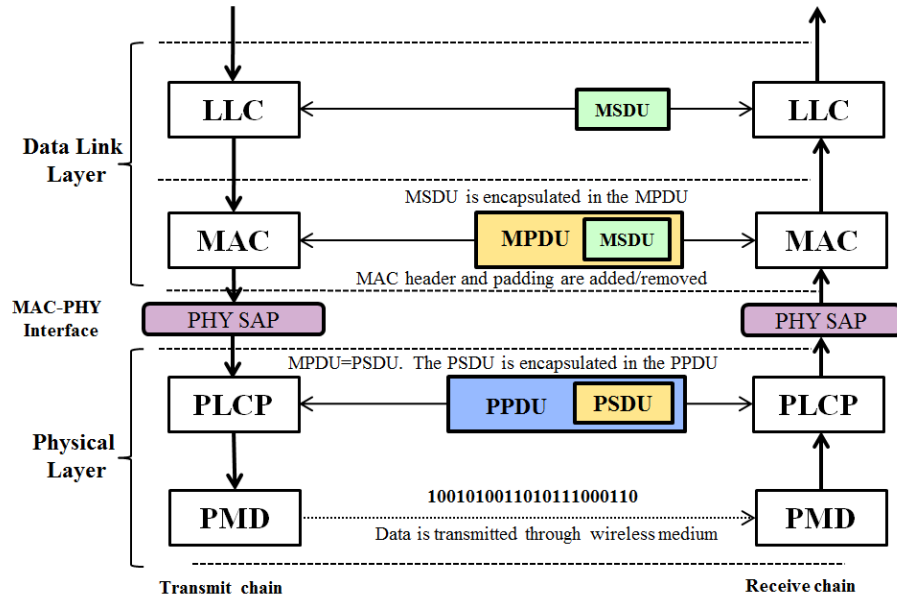 LLC
MSDU
LLC
Data Link
Layer
MSDU is encapsulated in the MPDU
MAC
MPDU
MSDU
MAC
MAC header and padding are added/removed
MAC-PHY
Interface
PHY SAP
PHY SAP
MPDU=PSDU. The PSDU is encapsulated in the PPDU
PLCP
PPDU
PSDU
PLCP
Physical
Layer
1001010011010111000110
PMD
PMD
Data is transmitted through wireless medium
Transmit chain
Receive chain